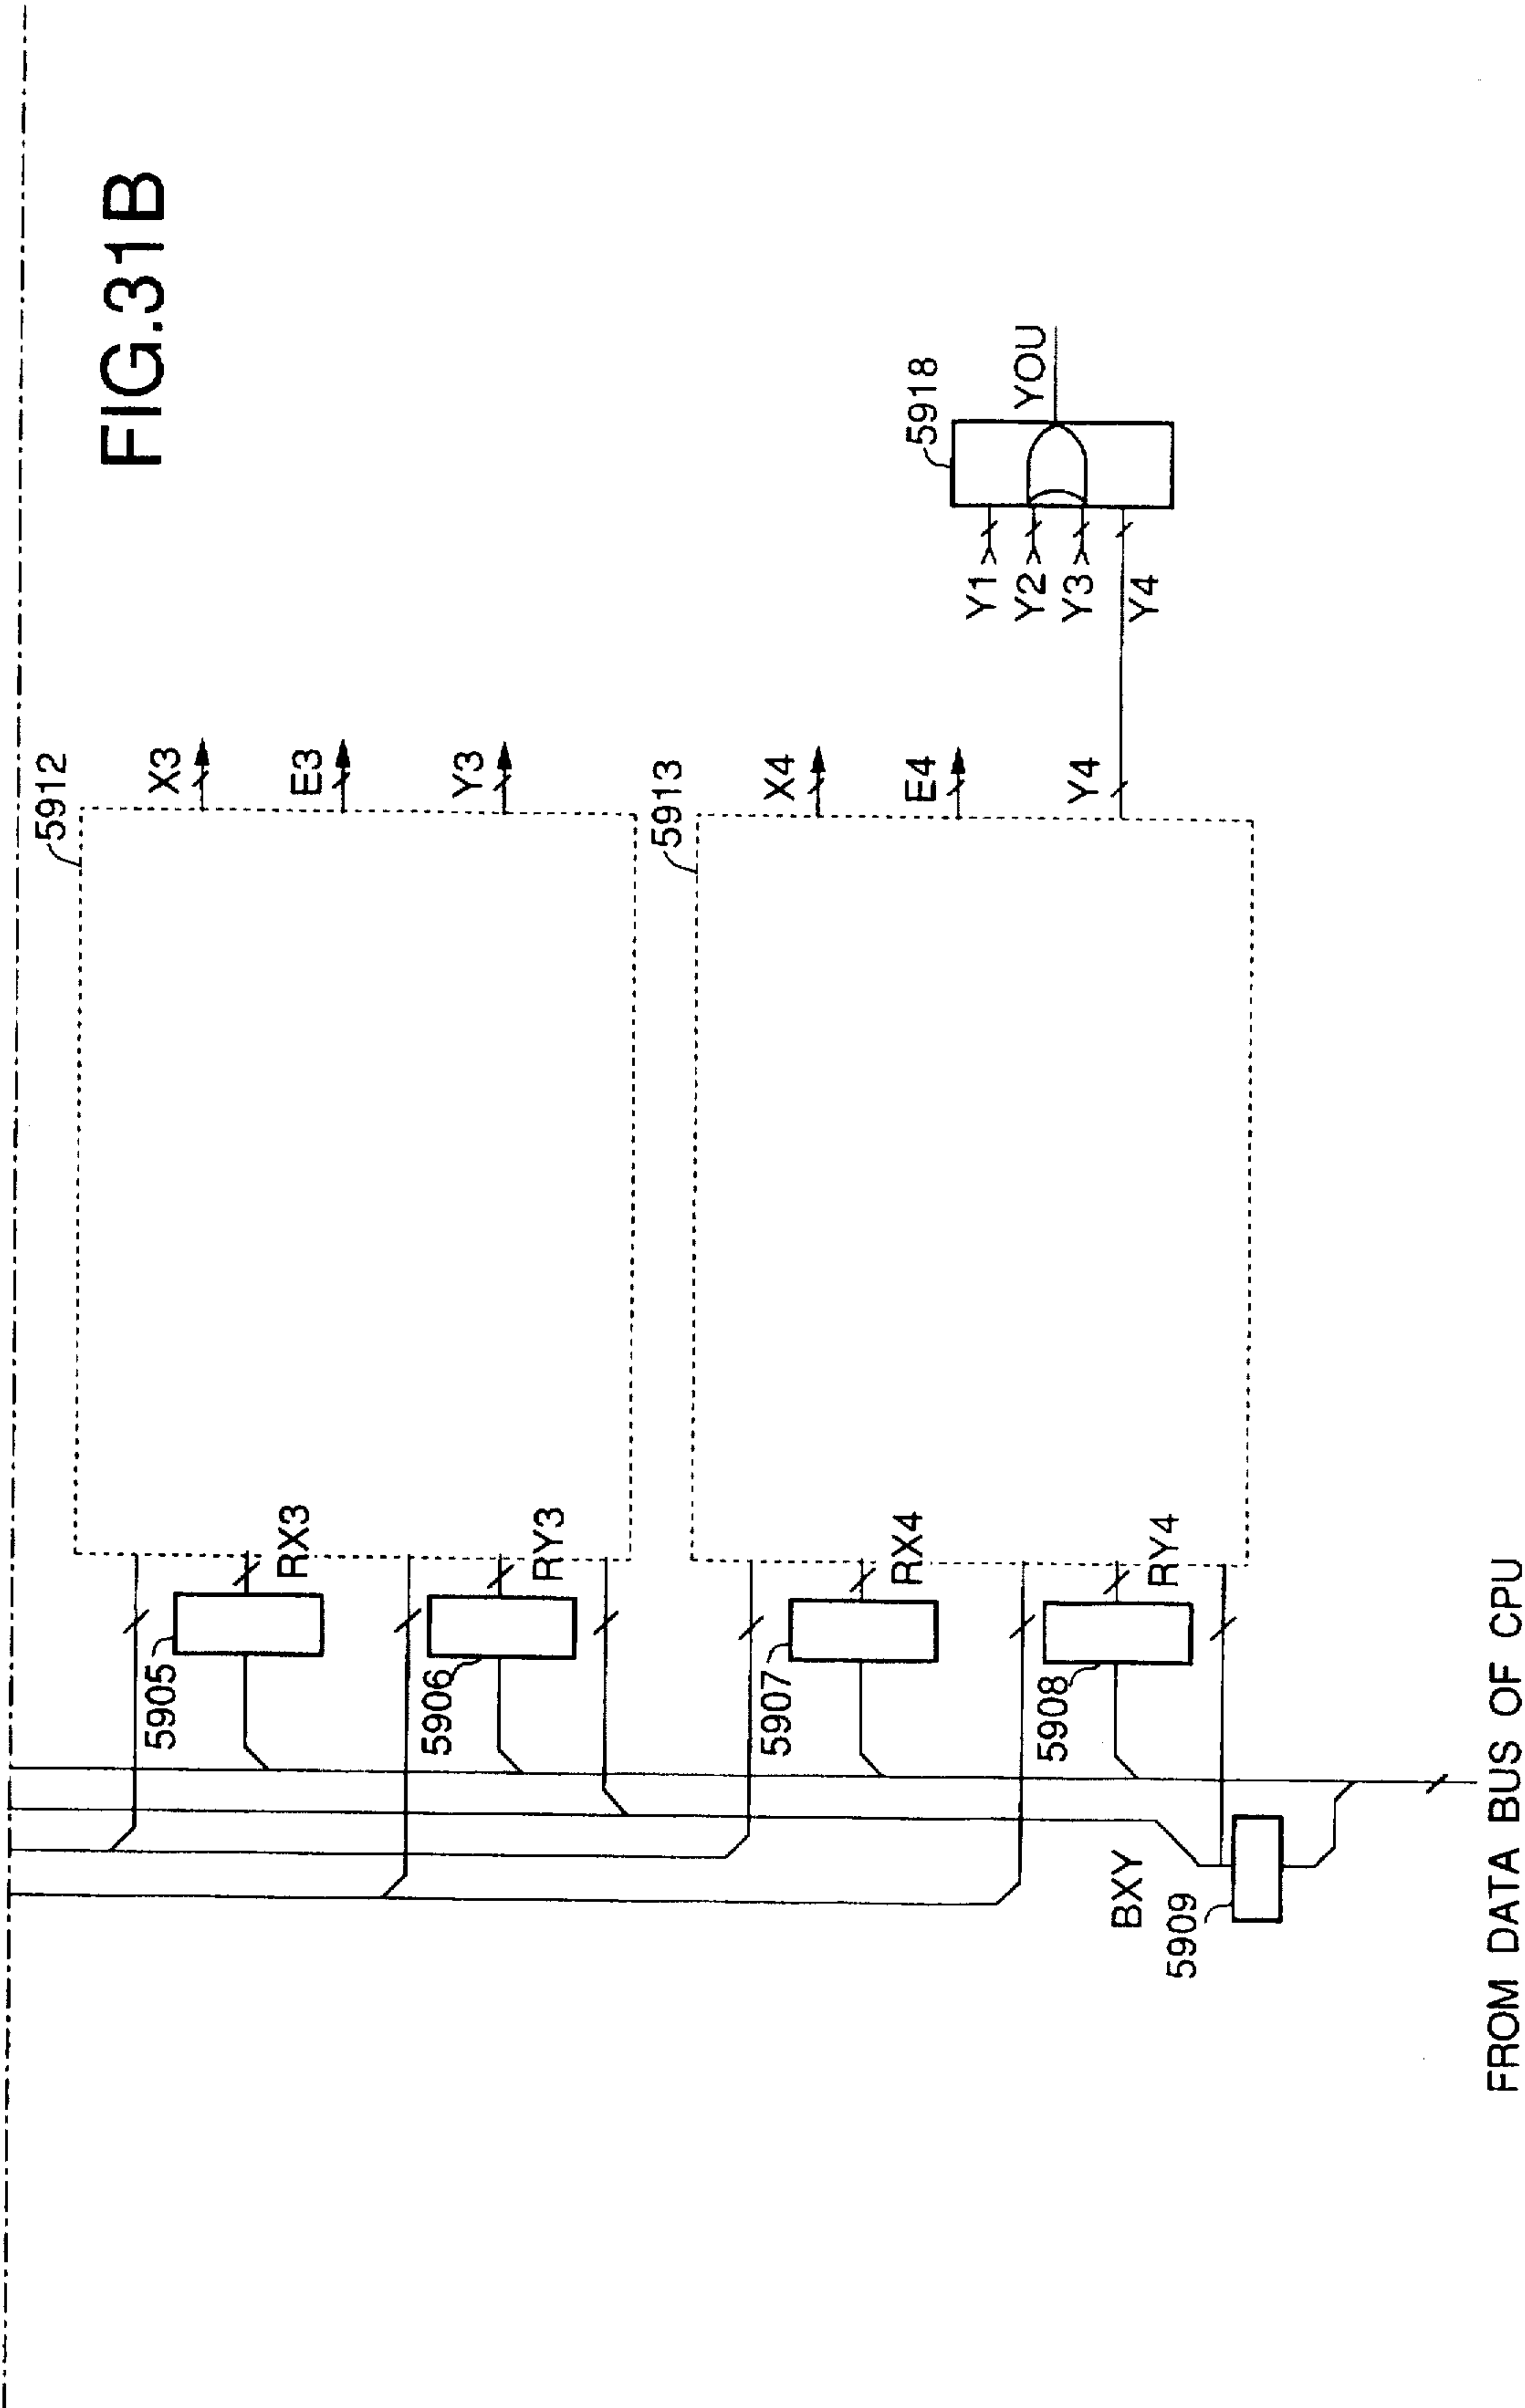 FIG.31B
5912
X3
E3
Y3
5913
X4
E4
Y4
5918
Y1
Y2
Y3
Y4
YOU
5905
RX3
5906
RY3
5907
RX4
5908
RY4
BXY
5909
FROM DATA BUS OF CPU